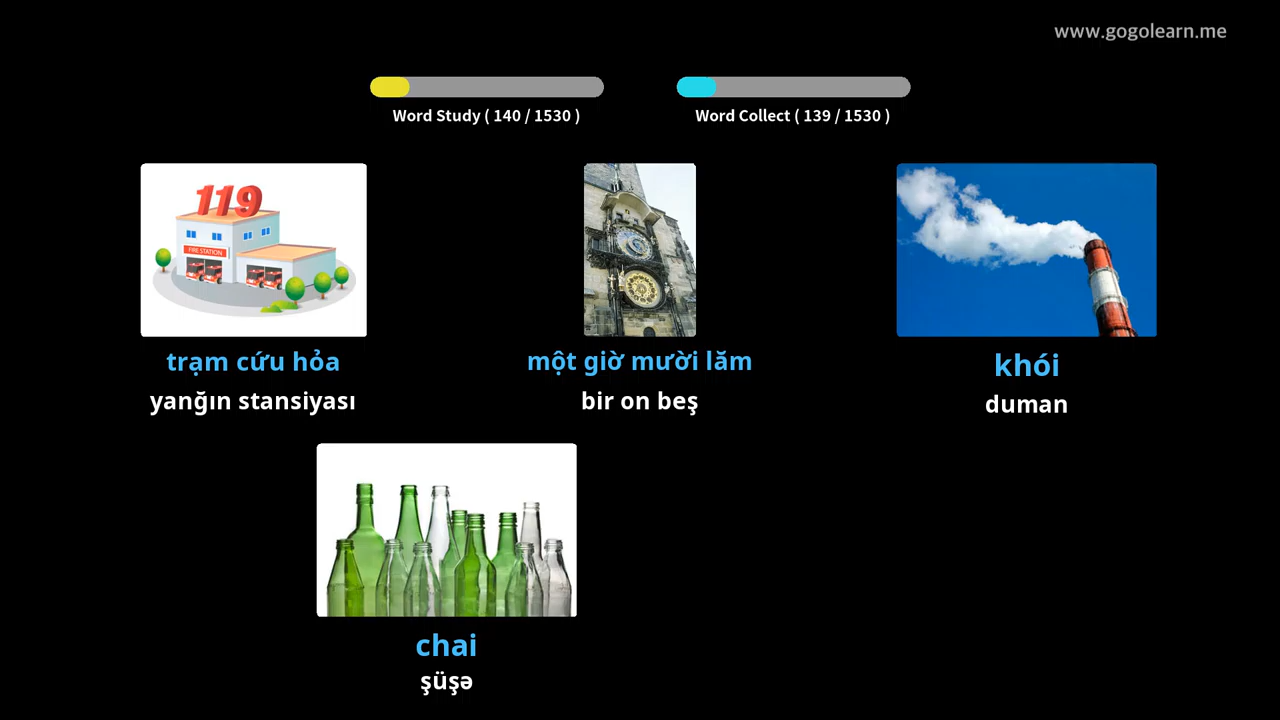 www.gogolearn.me
Word Study ( 140 / 1530 )
Word Collect ( 139 / 1530 )
119
FIRE STATION
trạm cứu hỏa
yanğın stansiyası
một giờ mười lăm
bir on beş
khói
duman
chai
şüşə